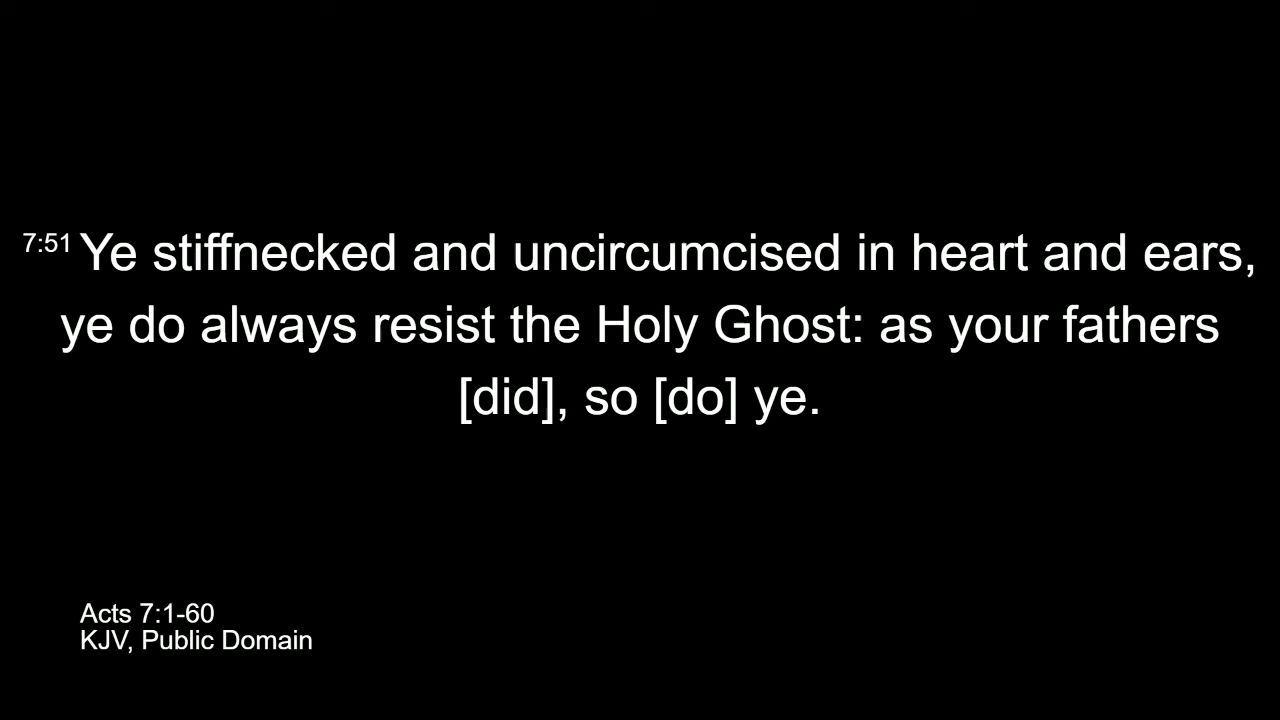 7:51 Ye stiffnecked and uncircumcised in heart and ears,
ye do always resist the Holy Ghost: as your fathers
[did], so [do] ye.
Acts 7:1-60
KJV, Public Domain